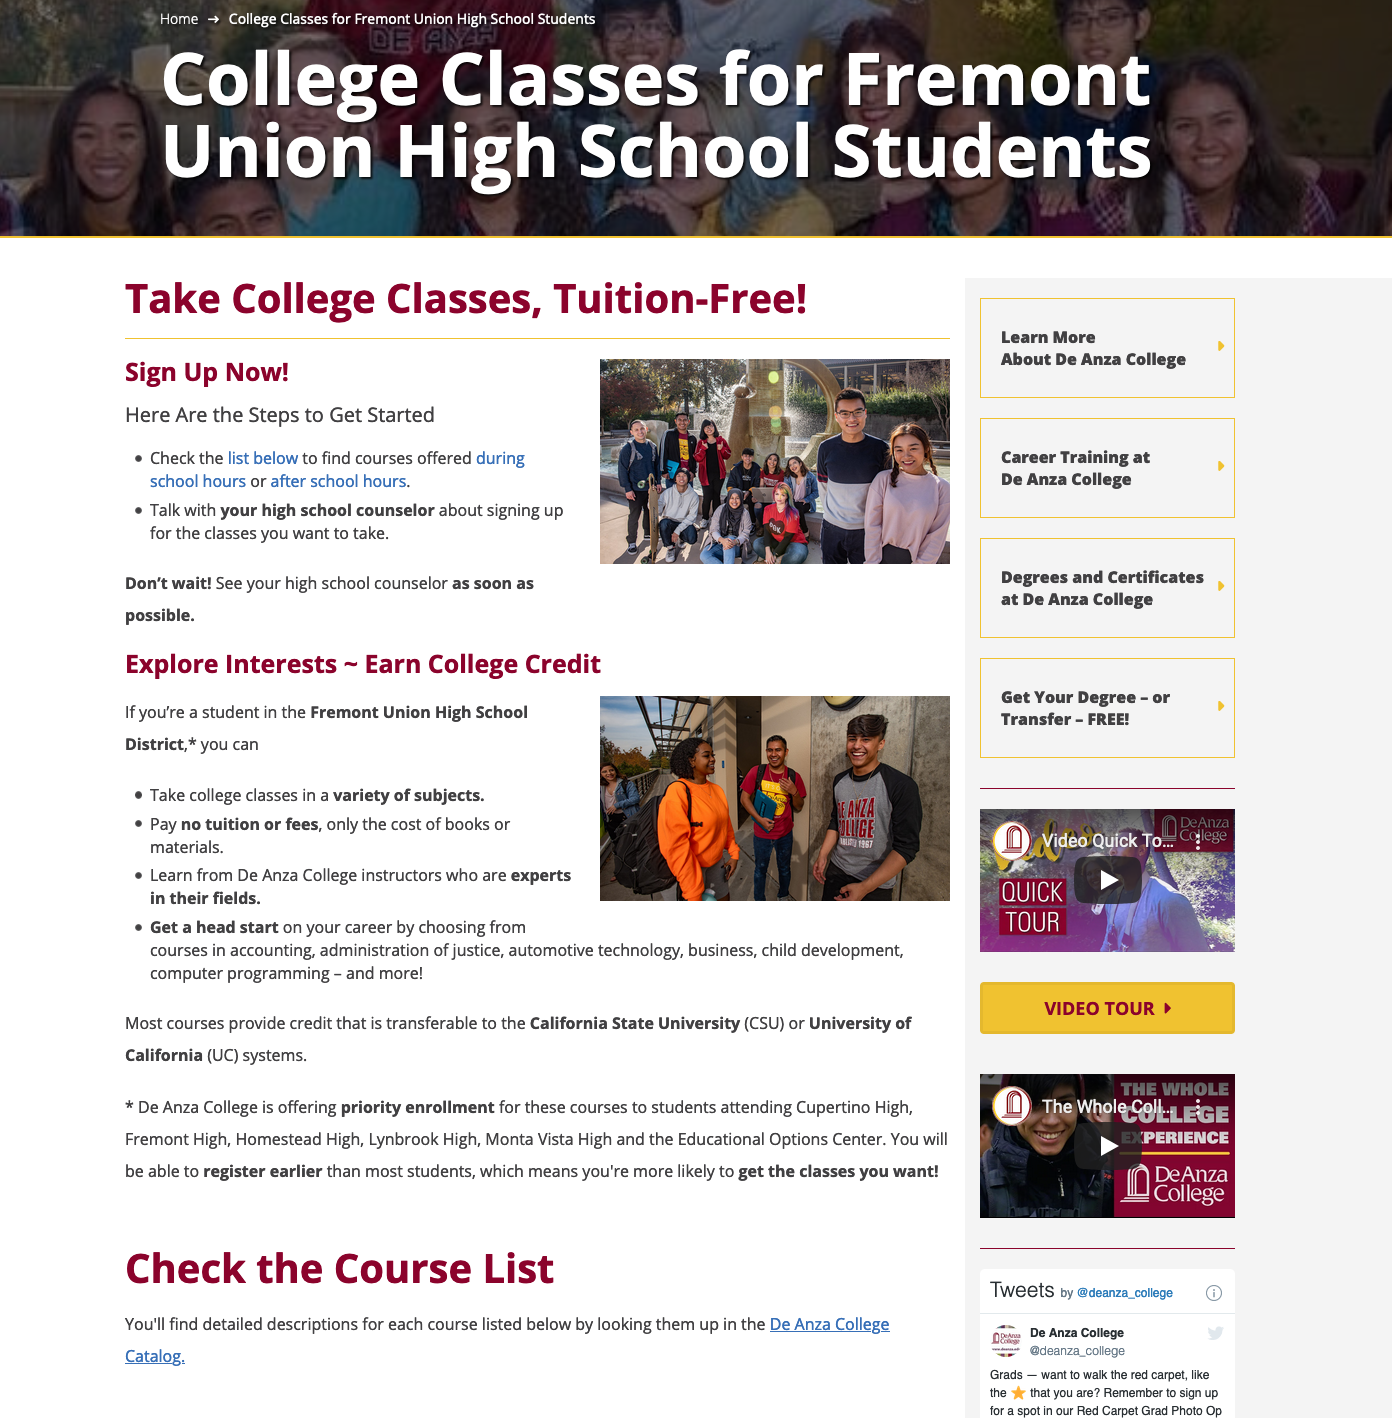 Home → College Classes for Fremont Union High School Students
DE ANZA
College Classes for Fremont
Union High School Students
Take College Classes, Tuition-Free!
Sign Up Now!
Here Are the Steps to Get Started
• Check the list below to find courses offered during
school hours or after school hours.
• Talk with your high school counselor about signing up
for the classes you want to take.
Don’t wait! See your high school counselor as soon as
possible.
Explore Interests ~ Earn College Credit
If you’re a student in the Fremont Union High School
District,* you can
• Take college classes in a variety of subjects.
• Pay no tuition or fees, only the cost of books or
materials.
• Learn from De Anza College instructors who are experts
in their fields.
• Get a head start on your career by choosing from
courses in accounting, administration of justice, automotive technology, business, child development,
computer programming – and more!
DE ANZA
COLLEGE
Most courses provide credit that is transferable to the California State University (CSU) or University of
California (UC) systems.
* De Anza College is offering priority enrollment for these courses to students attending Cupertino High,
Fremont High, Homestead High, Lynbrook High, Monta Vista High and the Educational Options Center. You will
be able to register earlier than most students, which means you're more likely to get the classes you want!
Check the Course List
You'll find detailed descriptions for each course listed below by looking them up in the De Anza College
Catalog.
Learn More
About De Anza College
Career Training at
De Anza College
Degrees and Certificates
at De Anza College
Get Your Degree – or
Transfer – FREE!
Video Quick To...
De Anza
College
QUICK
TOUR
VIDEO TOUR
The Whole Coll...
THE WHOLE
COLLEGE
EXPERIENCE
De Anza
College
Tweets by @deanza_college
De Anza College
@deanza_college
Grads — want to walk the red carpet, like
the ⭐ that you are? Remember to sign up
for a spot in our Red Carpet Grad Photo Op